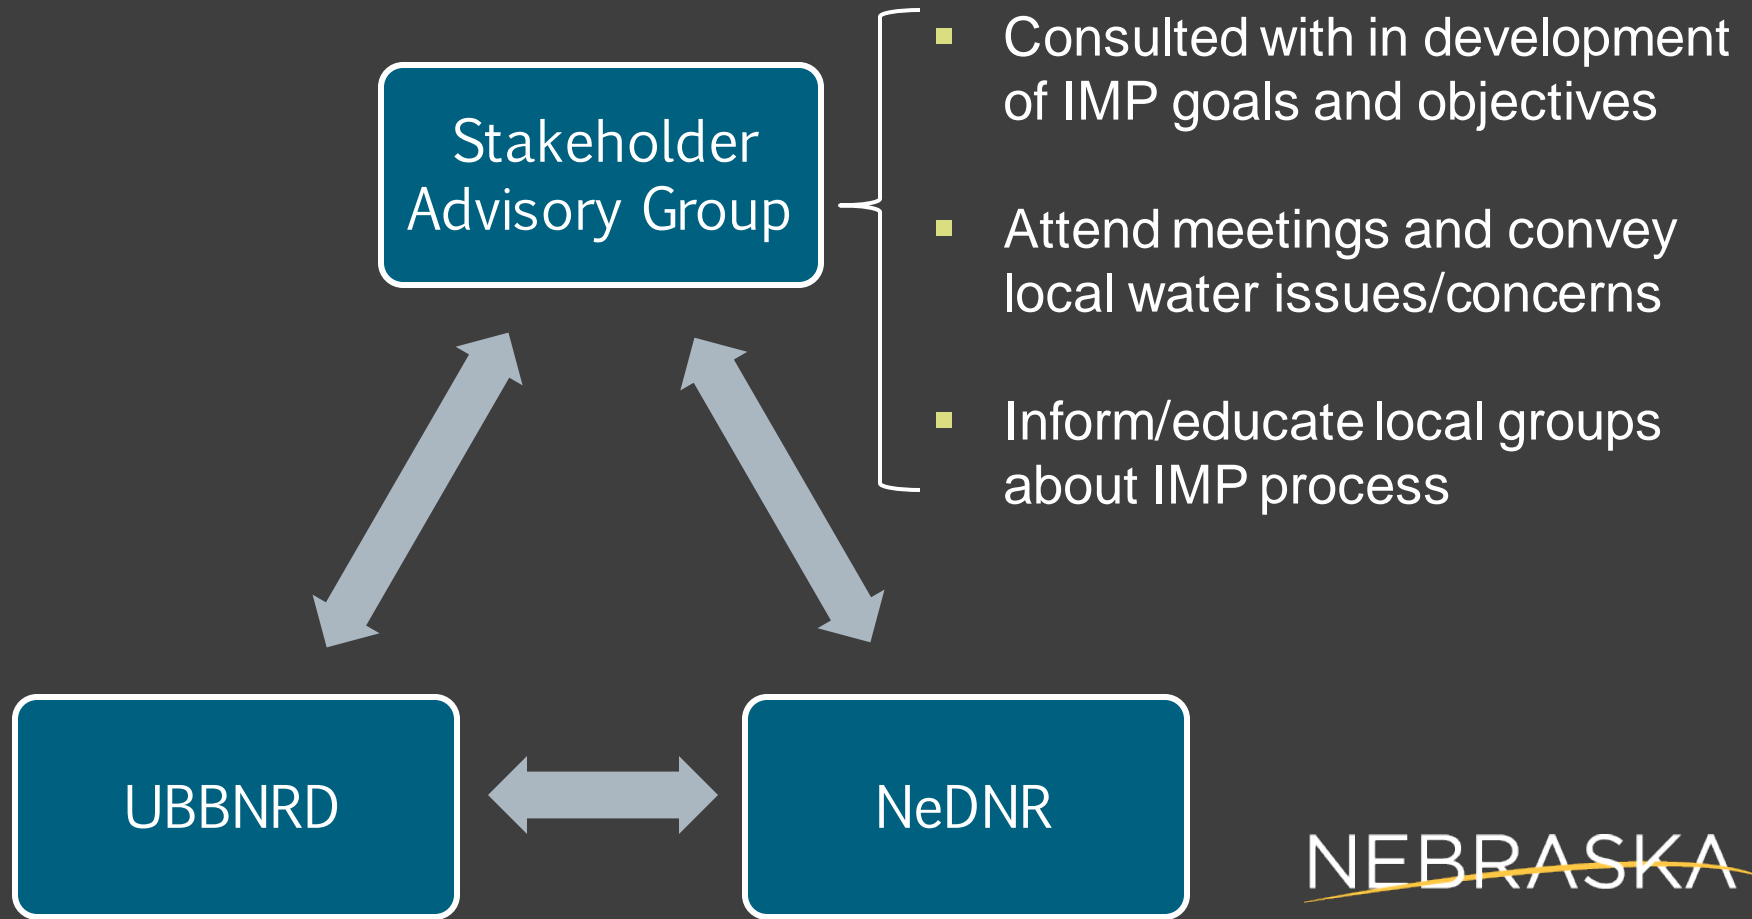 Stakeholder
Advisory Group
Consulted with in development
of IMP goals and objectives
Attend meetings and convey
local water issues/concerns
Inform/educate local groups
about IMP process
UBBNRD
NeDNR
NEBRASKA